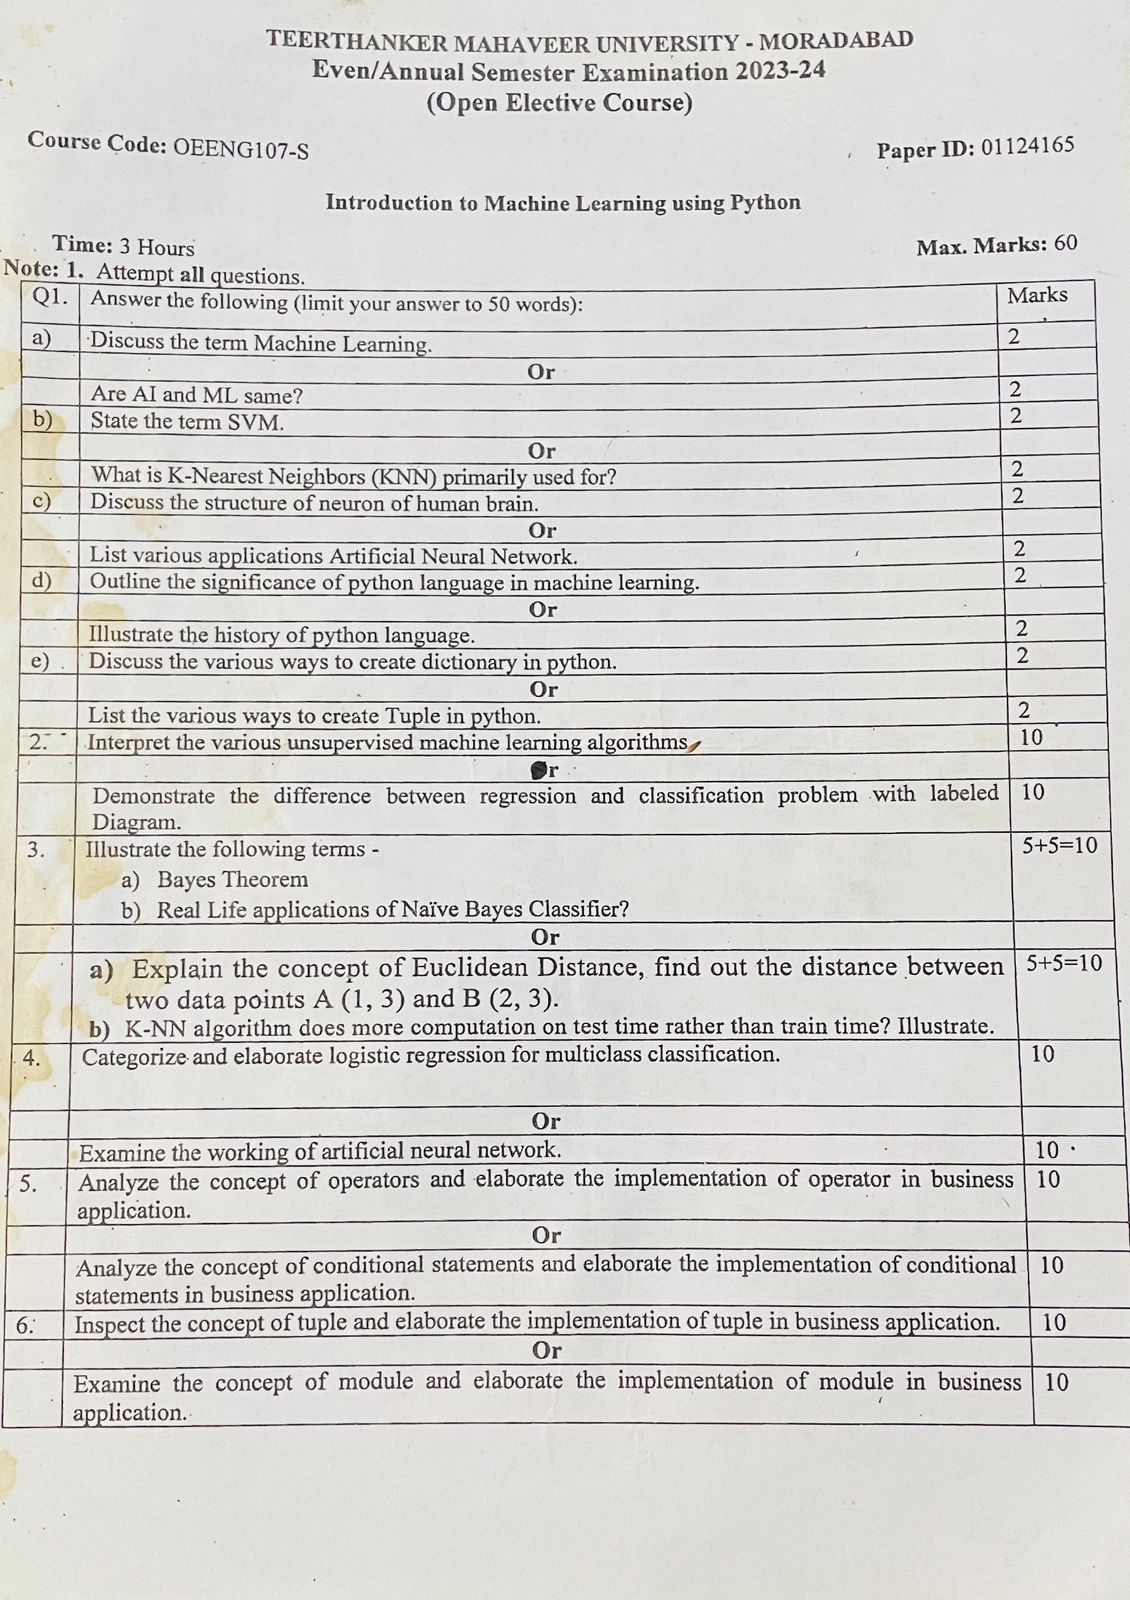 TEERTHANKER MAHAVEER UNIVERSITY - MORADABAD
Even/Annual Semester Examination 2023-24
(Open Elective Course)
Course Code: OEENG107-S Paper ID: 01124165
Introduction to Machine Learning using Python
Time: 3 Hours Max. Marks: 60
Note: 1. Attempt all questions.
Q1. Answer the following (limit your answer to 50 words): Marks
a) Discuss the term Machine Learning. 2
Or
Are AI and ML same? 2
b) State the term SVM. 2
Or
What is K-Nearest Neighbors (KNN) primarily used for? 2
c) Discuss the structure of neuron of human brain. 2
Or
List various applications Artificial Neural Network. 2
d) Outline the significance of python language in machine learning. 2
Or
Illustrate the history of python language. 2
e) Discuss the various ways to create dictionary in python. 2
Or
List the various ways to create Tuple in python. 2
2. Interpret the various unsupervised machine learning algorithms 10
Or
Demonstrate the difference between regression and classification problem with labeled 10
Diagram.
3. Illustrate the following terms - 5+5=10
a) Bayes Theorem
b) Real Life applications of Naïve Bayes Classifier?
Or
a) Explain the concept of Euclidean Distance, find out the distance between 5+5=10
two data points A (1, 3) and B (2, 3).
b) K-NN algorithm does more computation on test time rather than train time? Illustrate.
4. Categorize and elaborate logistic regression for multiclass classification. 10
Or
Examine the working of artificial neural network. 10
5. Analyze the concept of operators and elaborate the implementation of operator in business 10
application.
Or
Analyze the concept of conditional statements and elaborate the implementation of conditional 10
statements in business application.
6. Inspect the concept of tuple and elaborate the implementation of tuple in business application. 10
Or
Examine the concept of module and elaborate the implementation of module in business 10
application.